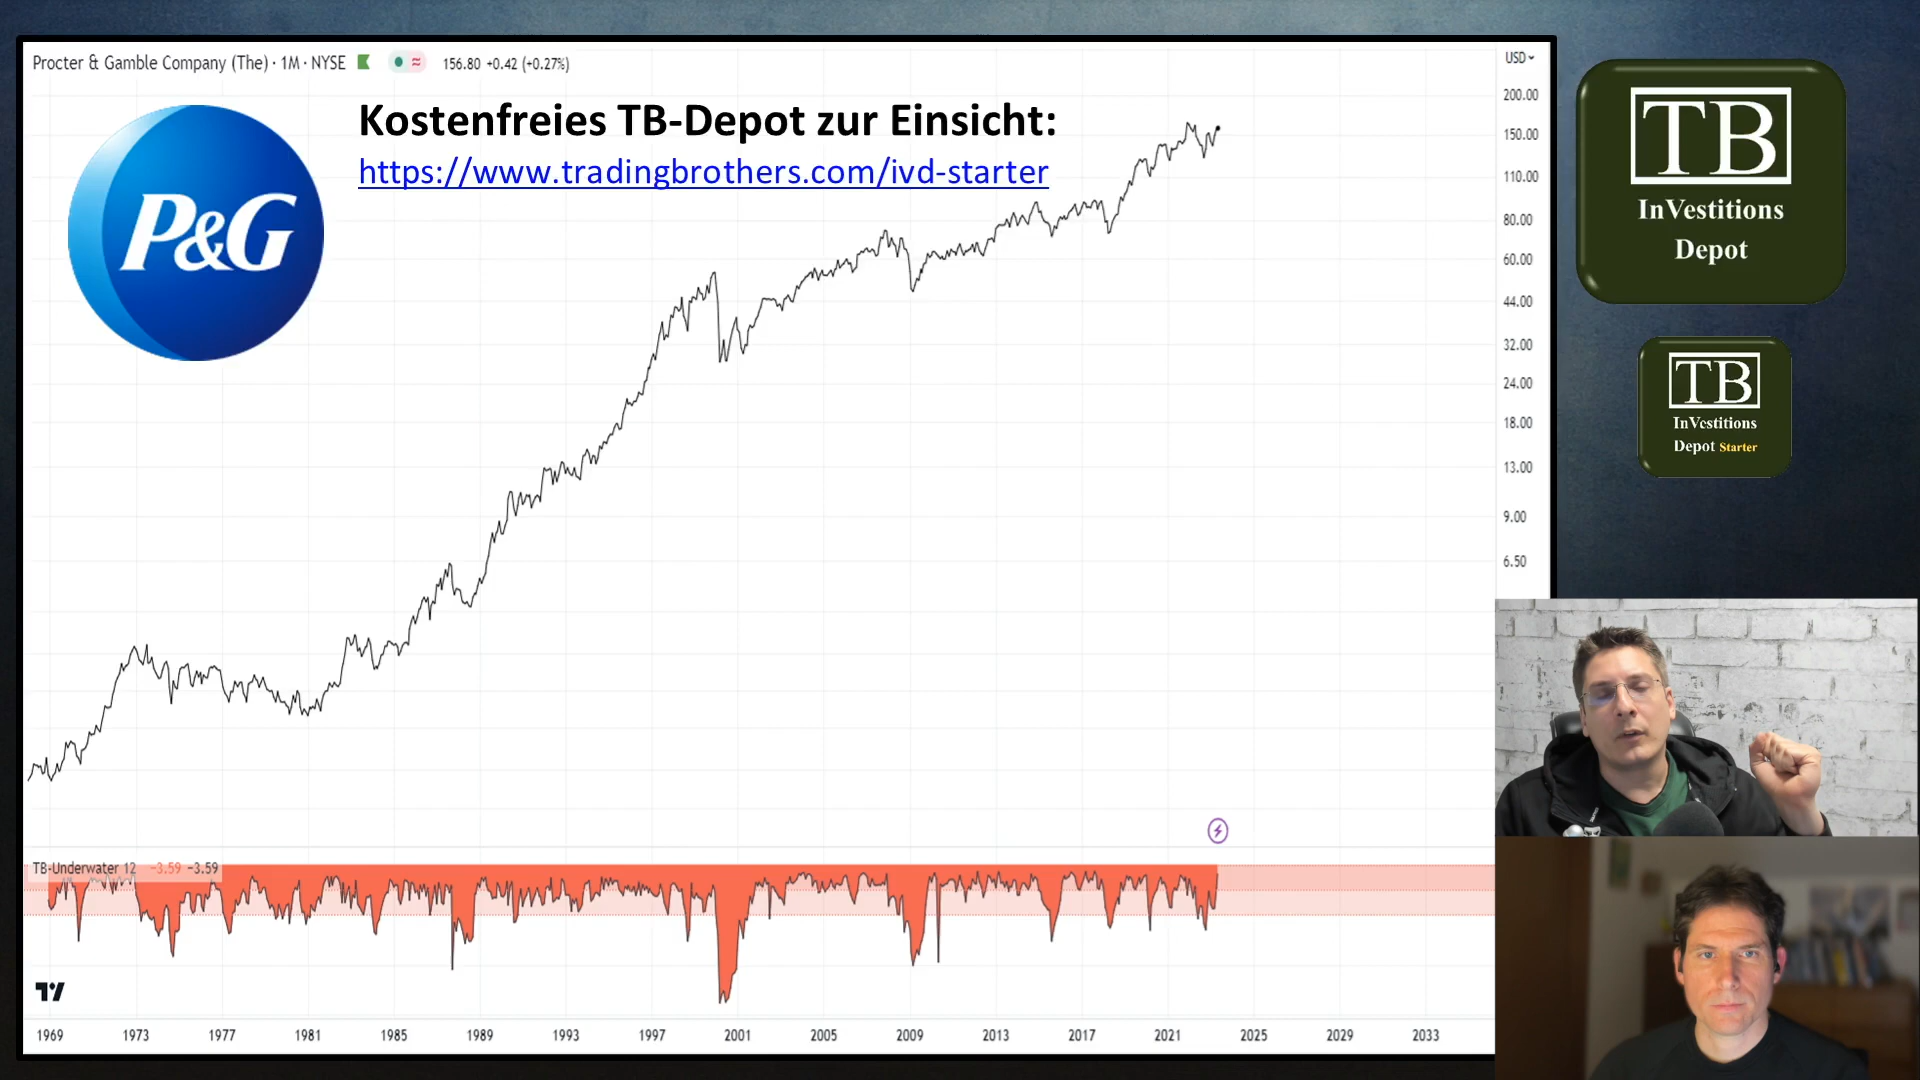 Procter & Gamble Company (The) · 1M · NYSE 156.80 +0.42 (+0.27%)
USD
P&G
Kostenfreies TB-Depot zur Einsicht:
https://www.tradingbrothers.com/ivd-starter
200.00
150.00
110.00
80.00
60.00
44.00
32.00
24.00
18.00
13.00
9.00
6.50
TB-Underwater 12 −3.59 −3.59
1969 1973 1977 1981 1985 1989 1993 1997 2001 2005 2009 2013 2017 2021 2025 2029 2033
TB
InVestitions
Depot
TB
InVestitions
Depot Starter